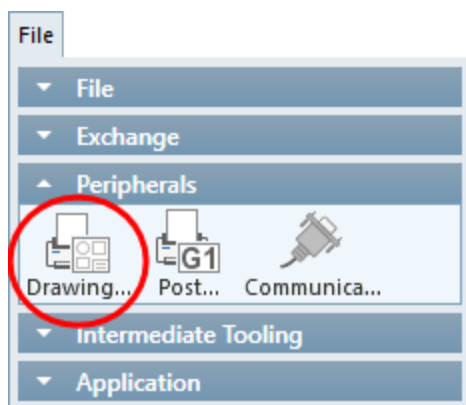 File
File
Exchange
Peripherals
G1
Drawing... Post... Communica...
Intermediate Tooling
Application